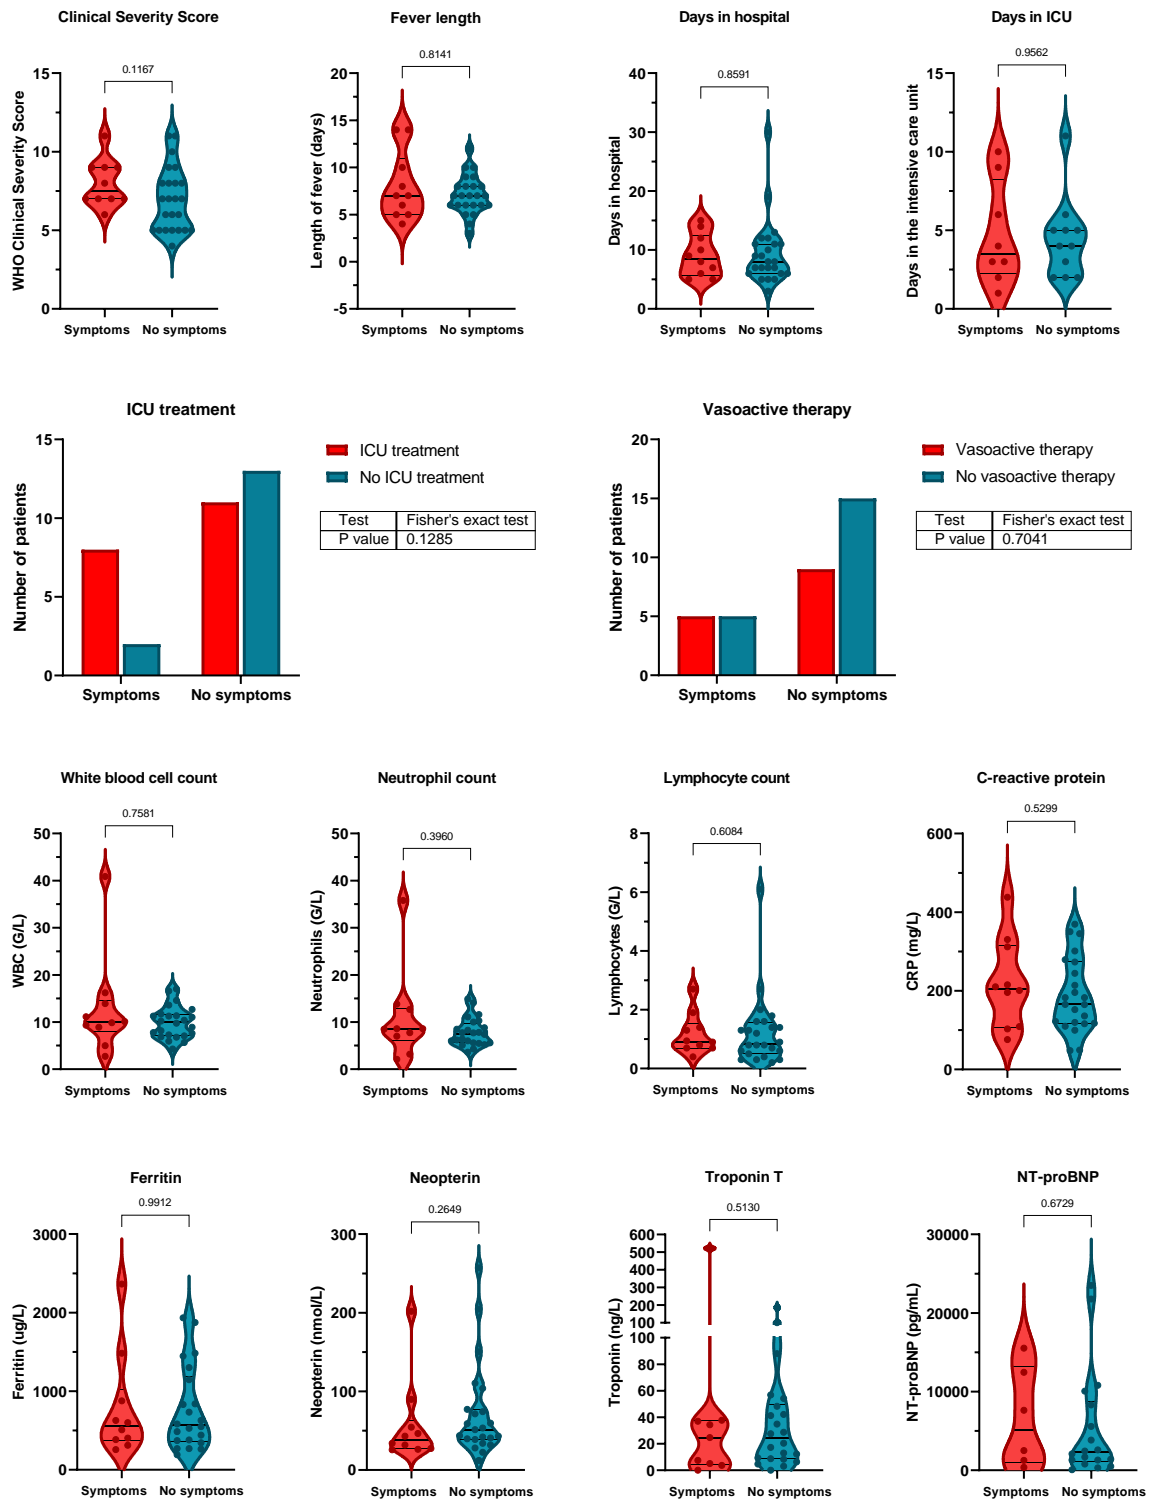 Clinical Severity Score
Fever length
Days in hospital
Days in ICU
0.1167
0.8141
0.8591
0.9562
WHO Clinical Severity Score
15
10
5
0
Symptoms No symptoms
Length of fever (days)
20
15
10
5
0
-5
Symptoms No symptoms
Days in hospital
40
30
20
10
0
Symptoms No symptoms
Days in the intensive care unit
15
10
5
0
Symptoms No symptoms
ICU treatment
Number of patients
15
10
5
0
Symptoms No symptoms
ICU treatment
No ICU treatment
Test Fisher's exact test
P value 0.1285
Vasoactive therapy
Number of patients
20
15
10
5
0
Symptoms No symptoms
Vasoactive therapy
No vasoactive therapy
Test Fisher's exact test
P value 0.7041
White blood cell count
0.7581
WBC (G/L)
50
40
30
20
10
0
Symptoms No symptoms
Neutrophil count
0.3960
Neutrophils (G/L)
50
40
30
20
10
0
Symptoms No symptoms
Lymphocyte count
0.6084
Lymphocytes (G/L)
8
6
4
2
0
Symptoms No symptoms
C-reactive protein
0.5299
CRP (mg/L)
600
400
200
0
Symptoms No symptoms
Ferritin
0.9912
Ferritin (ug/L)
3000
2000
1000
0
Symptoms No symptoms
Neopterin
0.2649
Neopterin (nmol/L)
300
200
100
0
Symptoms No symptoms
Troponin T
0.5130
Troponin (ng/L)
600
500
400
300
200
100
100
80
60
40
20
0
Symptoms No symptoms
NT-proBNP
0.6729
NT-proBNP (pg/mL)
30000
20000
10000
0
Symptoms No symptoms